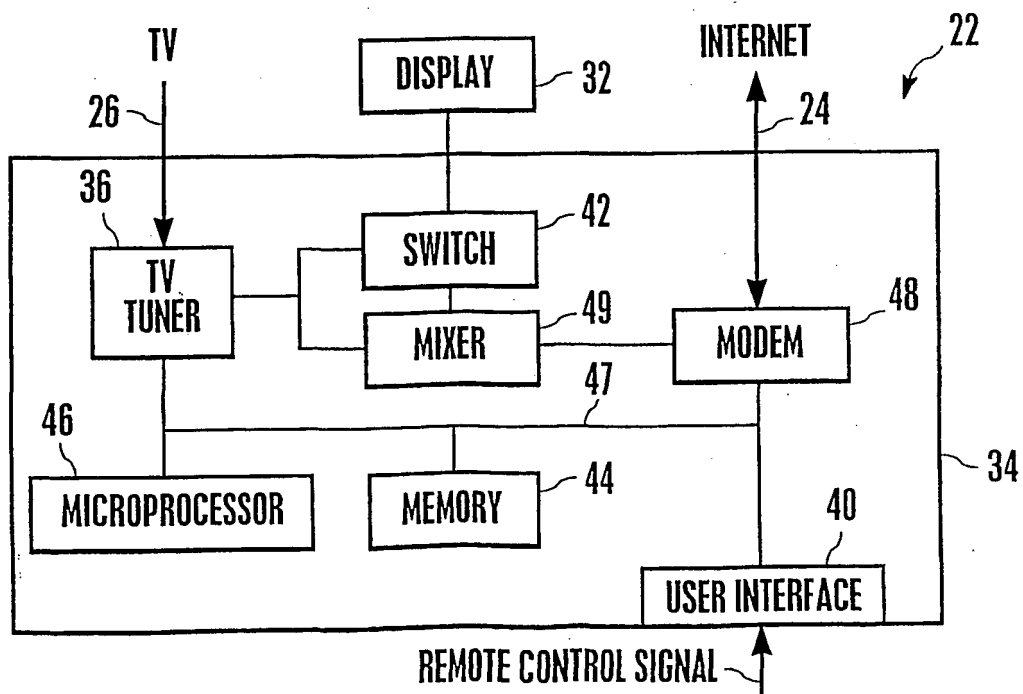 TV
INTERNET
22
DISPLAY
32
26
24
36
42
SWITCH
TV
TUNER
49
48
MIXER
MODEM
47
46
34
MICROPROCESSOR
MEMORY
44
40
USER INTERFACE
REMOTE CONTROL SIGNAL